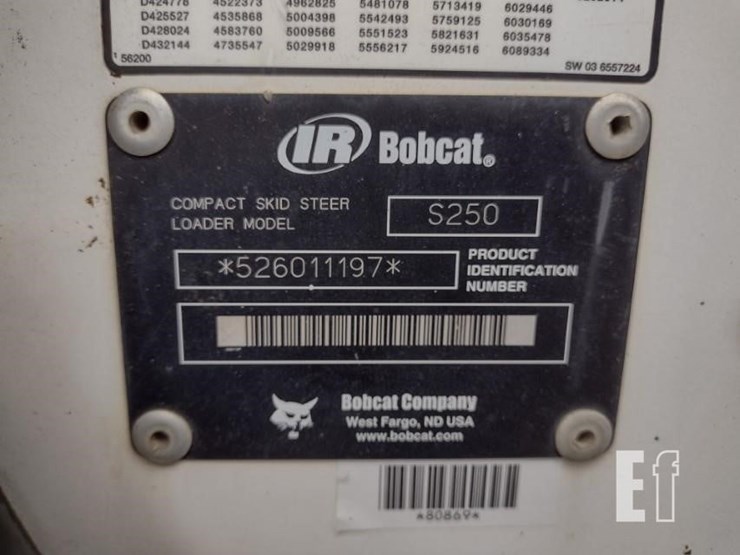 D424778 4522373 4962825 5481078 5713419 6029446
D425527 4535868 5004398 5542493 5759125 6030169
D428024 4583760 5009566 5551523 5821631 6035478
D432144 4735547 5029918 5556217 5924516 6089334
1 56200
SW 03 6557224
IR Bobcat®
COMPACT SKID STEER
LOADER MODEL
S250
*526011197*
PRODUCT
IDENTIFICATION
NUMBER
Bobcat Company
West Fargo, ND USA
www.bobcat.com
*80869*
Ef